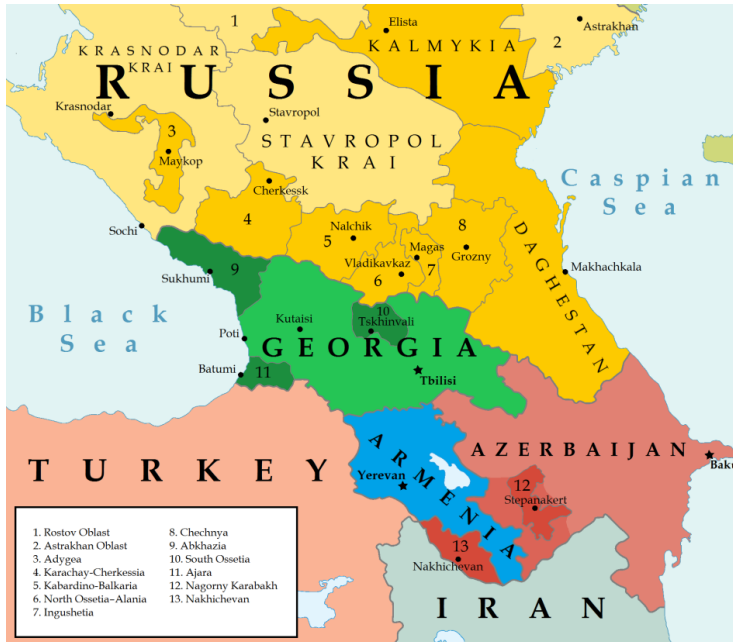 1
Elista
Astrakhan
2
KRASNODAR
KRAI
KALMYKIA
RUSSIA
Krasnodar
Stavropol
3
Maykop
STAVROPOL
KRAI
Cherkessk
Caspian
Sea
4
Sochi
Nalchik
5
8
Magas
Grozny
Vladikavkaz
7
6
9
Sukhumi
Makhachkala
DAGHESTAN
Black
Sea
10
Tskhinvali
Kutaisi
Poti
GEORGIA
Batumi
11
Tbilisi
ARMENIA
AZERBAIJAN
TURKEY
Baku
Yerevan
12
Stepanakert
13
Nakhichevan
IRAN
1. Rostov Oblast
2. Astrakhan Oblast
3. Adygea
4. Karachay-Cherkessia
5. Kabardino-Balkaria
6. North Ossetia–Alania
7. Ingushetia
8. Chechnya
9. Abkhazia
10. South Ossetia
11. Ajara
12. Nagorny Karabakh
13. Nakhichevan